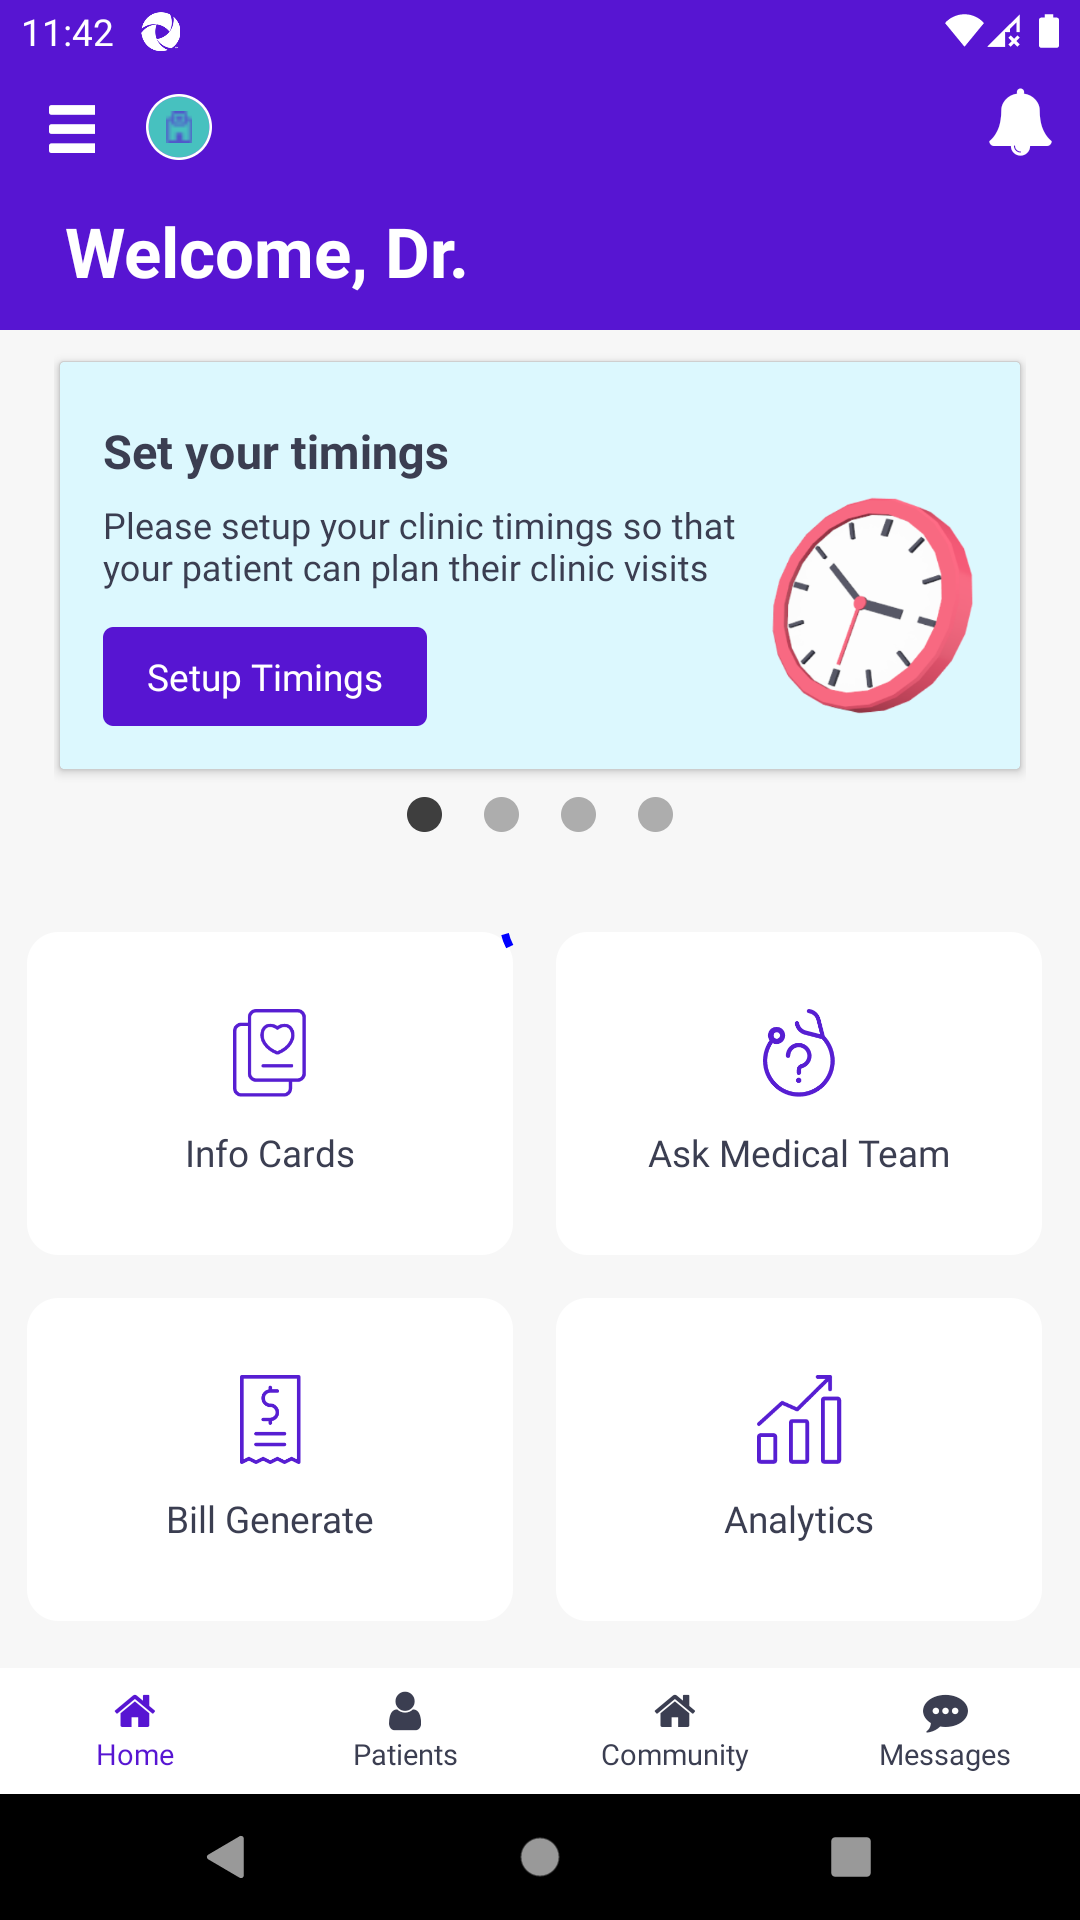 11:42
Welcome, Dr.
Set your timings
Please setup your clinic timings so that
your patient can plan their clinic visits
Setup Timings
Info Cards
Ask Medical Team
Bill Generate
Analytics
Home
Patients
Community
Messages